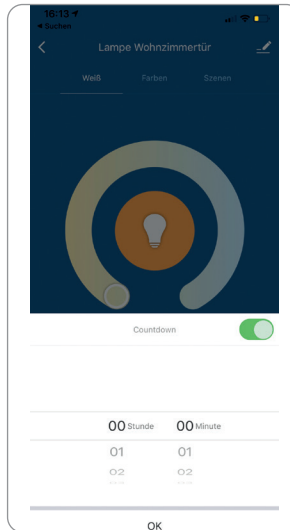 16:13
◀ Suchen
Lampe Wohnzimmertür
Weiß Farben Szenen
Countdown
00 Stunde 00 Minute
01 01
02 02
OK